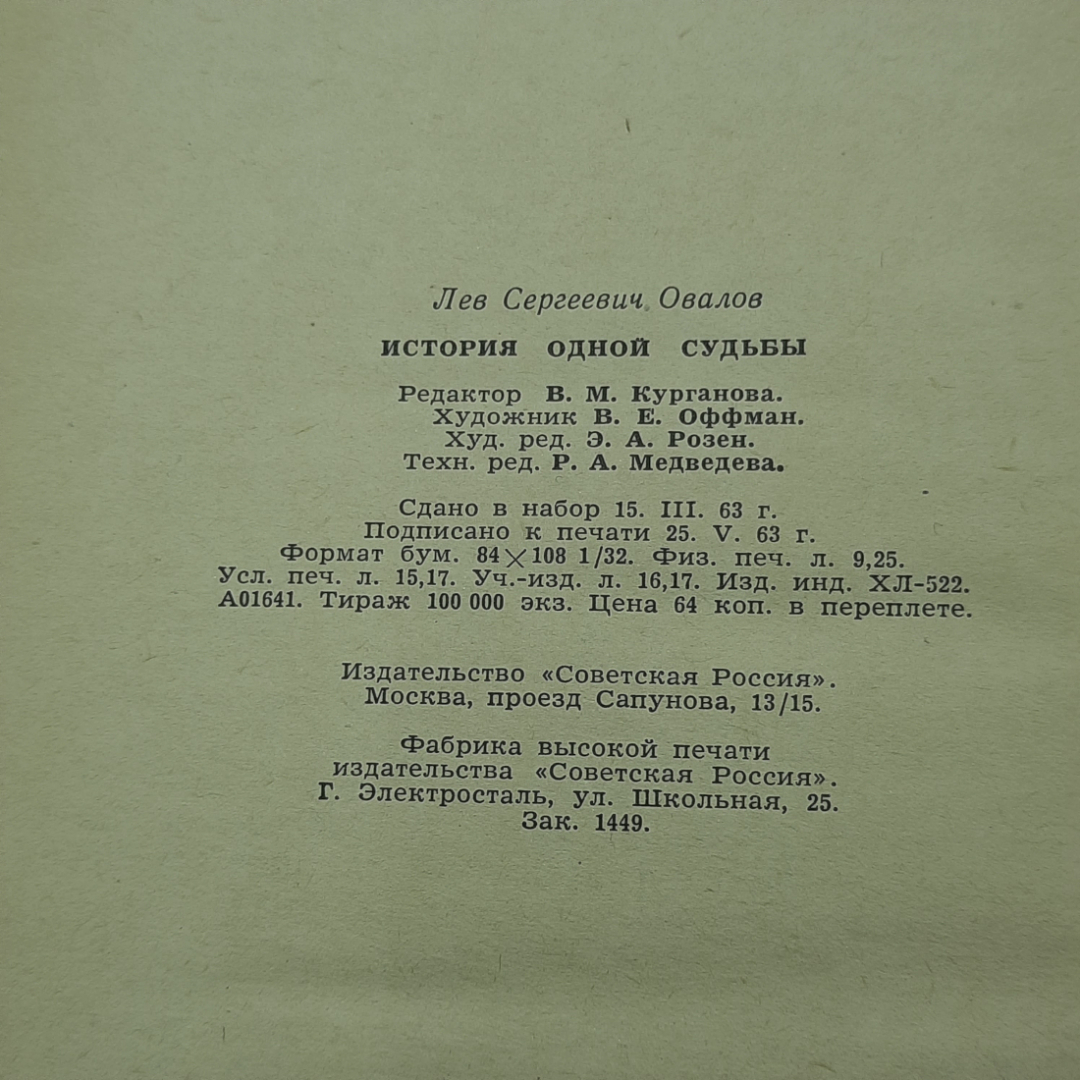 Лев Сергеевич Овалов
ИСТОРИЯ ОДНОЙ СУДЬБЫ
Редактор В. М. Курганова.
Художник В. Е. Оффман.
Худ. ред. Э. А. Розен.
Техн. ред. Р. А. Медведева.
Сдано в набор 15. III. 63 г.
Подписано к печати 25. V. 63 г.
Формат бум. 84×108 1/32. Физ. печ. л. 9,25.
Усл. печ. л. 15,17. Уч.-изд. л. 16,17. Изд. инд. ХЛ-522.
А01641. Тираж 100 000 экз. Цена 64 коп. в переплете.
Издательство «Советская Россия».
Москва, проезд Сапунова, 13/15.
Фабрика высокой печати
издательства «Советская Россия».
Г. Электросталь, ул. Школьная, 25.
Зак. 1449.